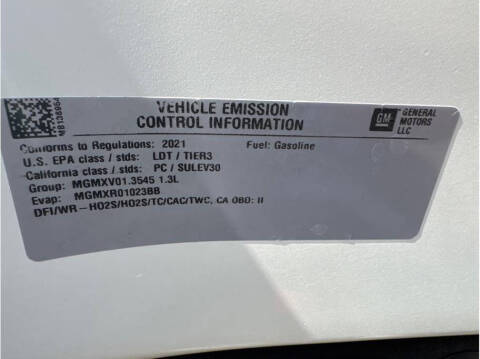 VEHICLE EMISSION
CONTROL INFORMATION
GM GENERAL
MOTORS
LLC
Conforms to Regulations: 2021 Fuel: Gasoline
U.S. EPA class / stds: LDT / TIER3
California class / stds: PC / SULEV30
Group: MGMXV01.3545 1.3L
Evap: MGMXR01023BB
DFI/WR-HO2S/HO2S/TC/CAC/TWC, CA OBD: II